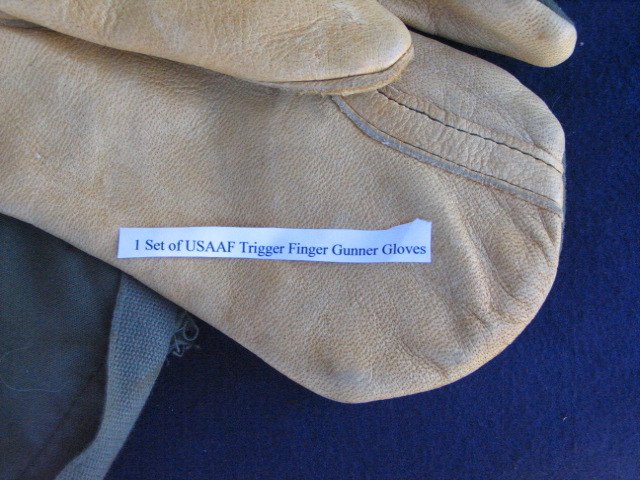 1 Set of USAAF Trigger Finger Gunner Gloves